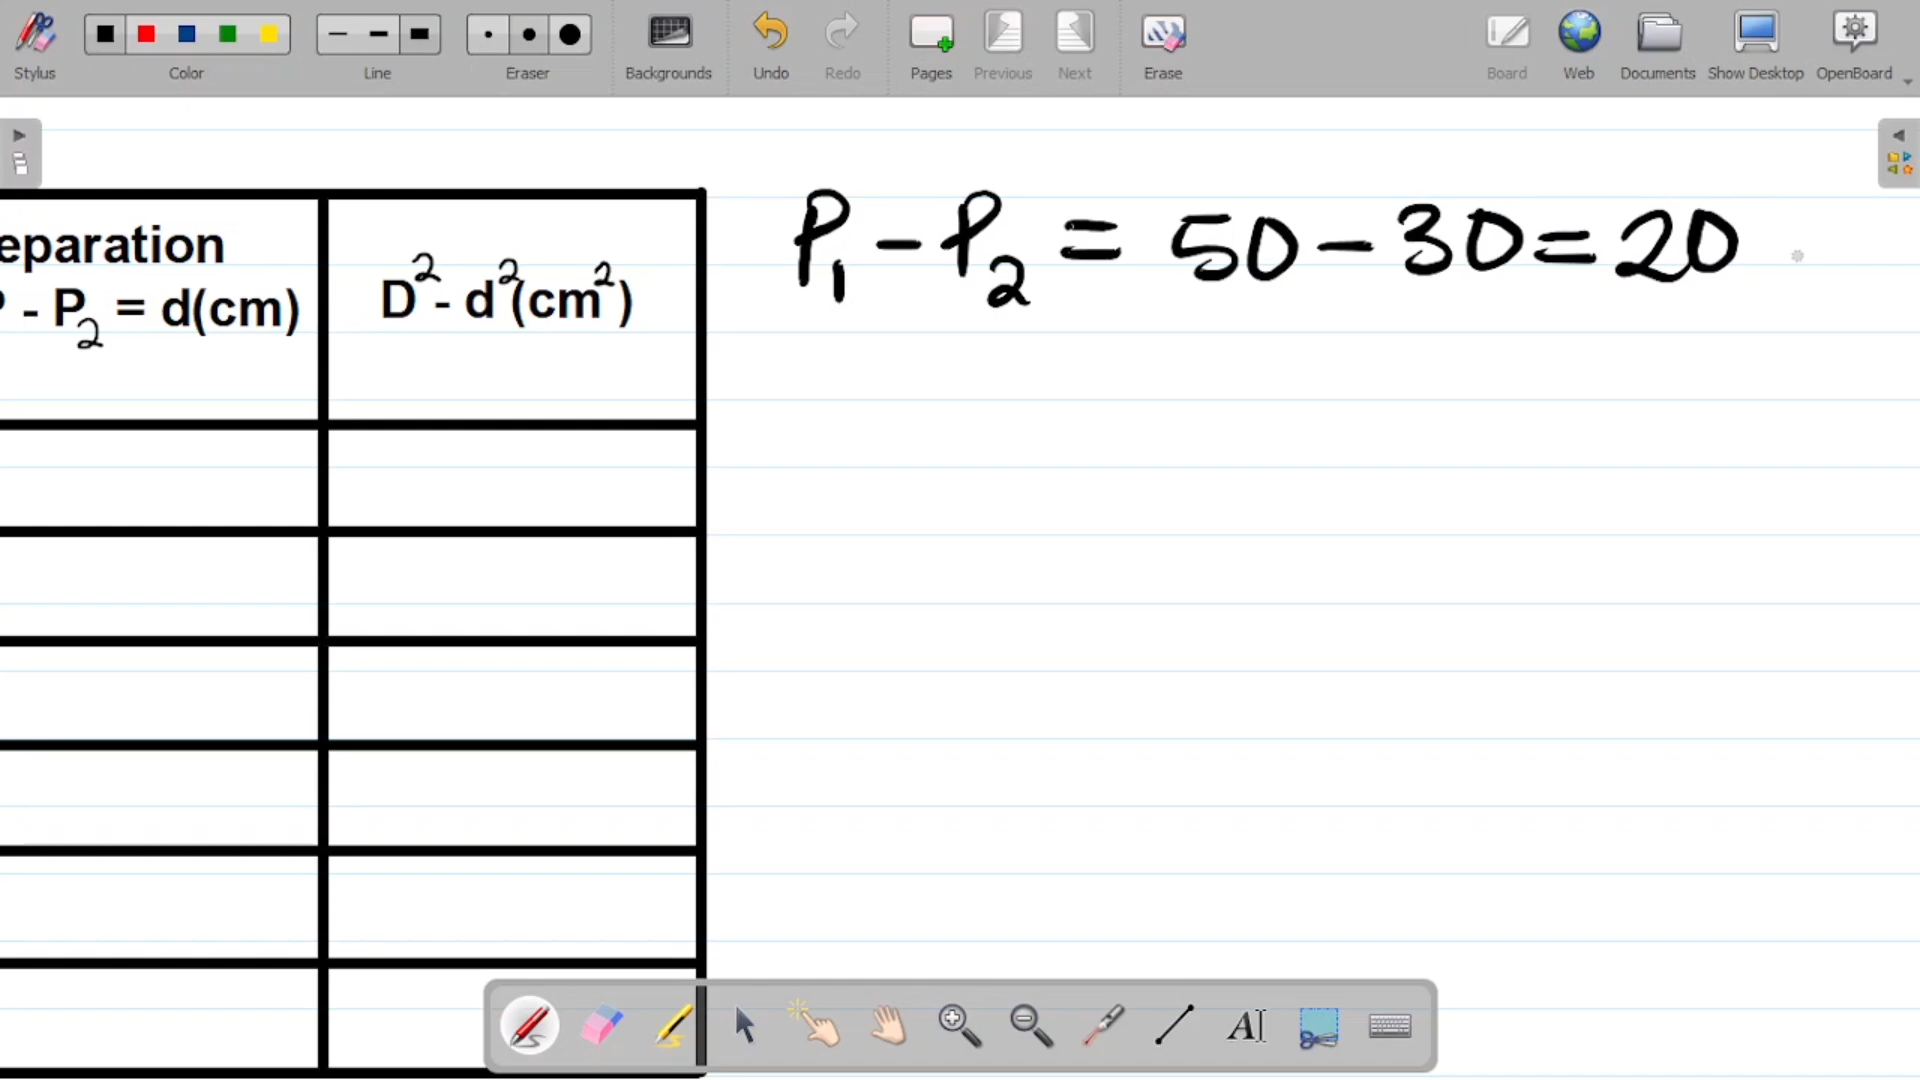 Stylus Color Line Eraser Backgrounds Undo Redo Pages Previous Next Erase Board Web Documents Show Desktop OpenBoard
eparation
- P₂ = d(cm)
D² - d²(cm²)
P₁ - P₂ = 50 - 30 = 20